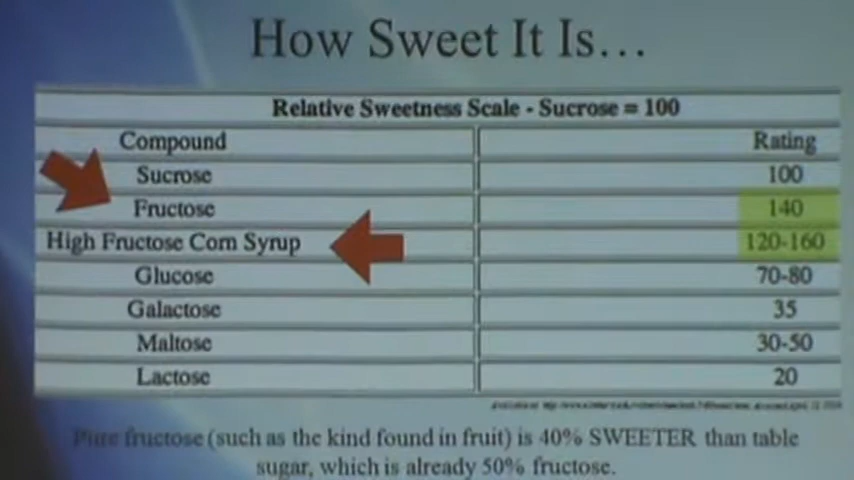 How Sweet It Is...
Relative Sweetness Scale - Sucrose = 100
Compound Rating
Sucrose 100
Fructose 140
High Fructose Corn Syrup 120-160
Glucose 70-80
Galactose 35
Maltose 30-50
Lactose 20
Pure fructose (such as the kind found in fruit) is 40% SWEETER than table
sugar, which is already 50% fructose.